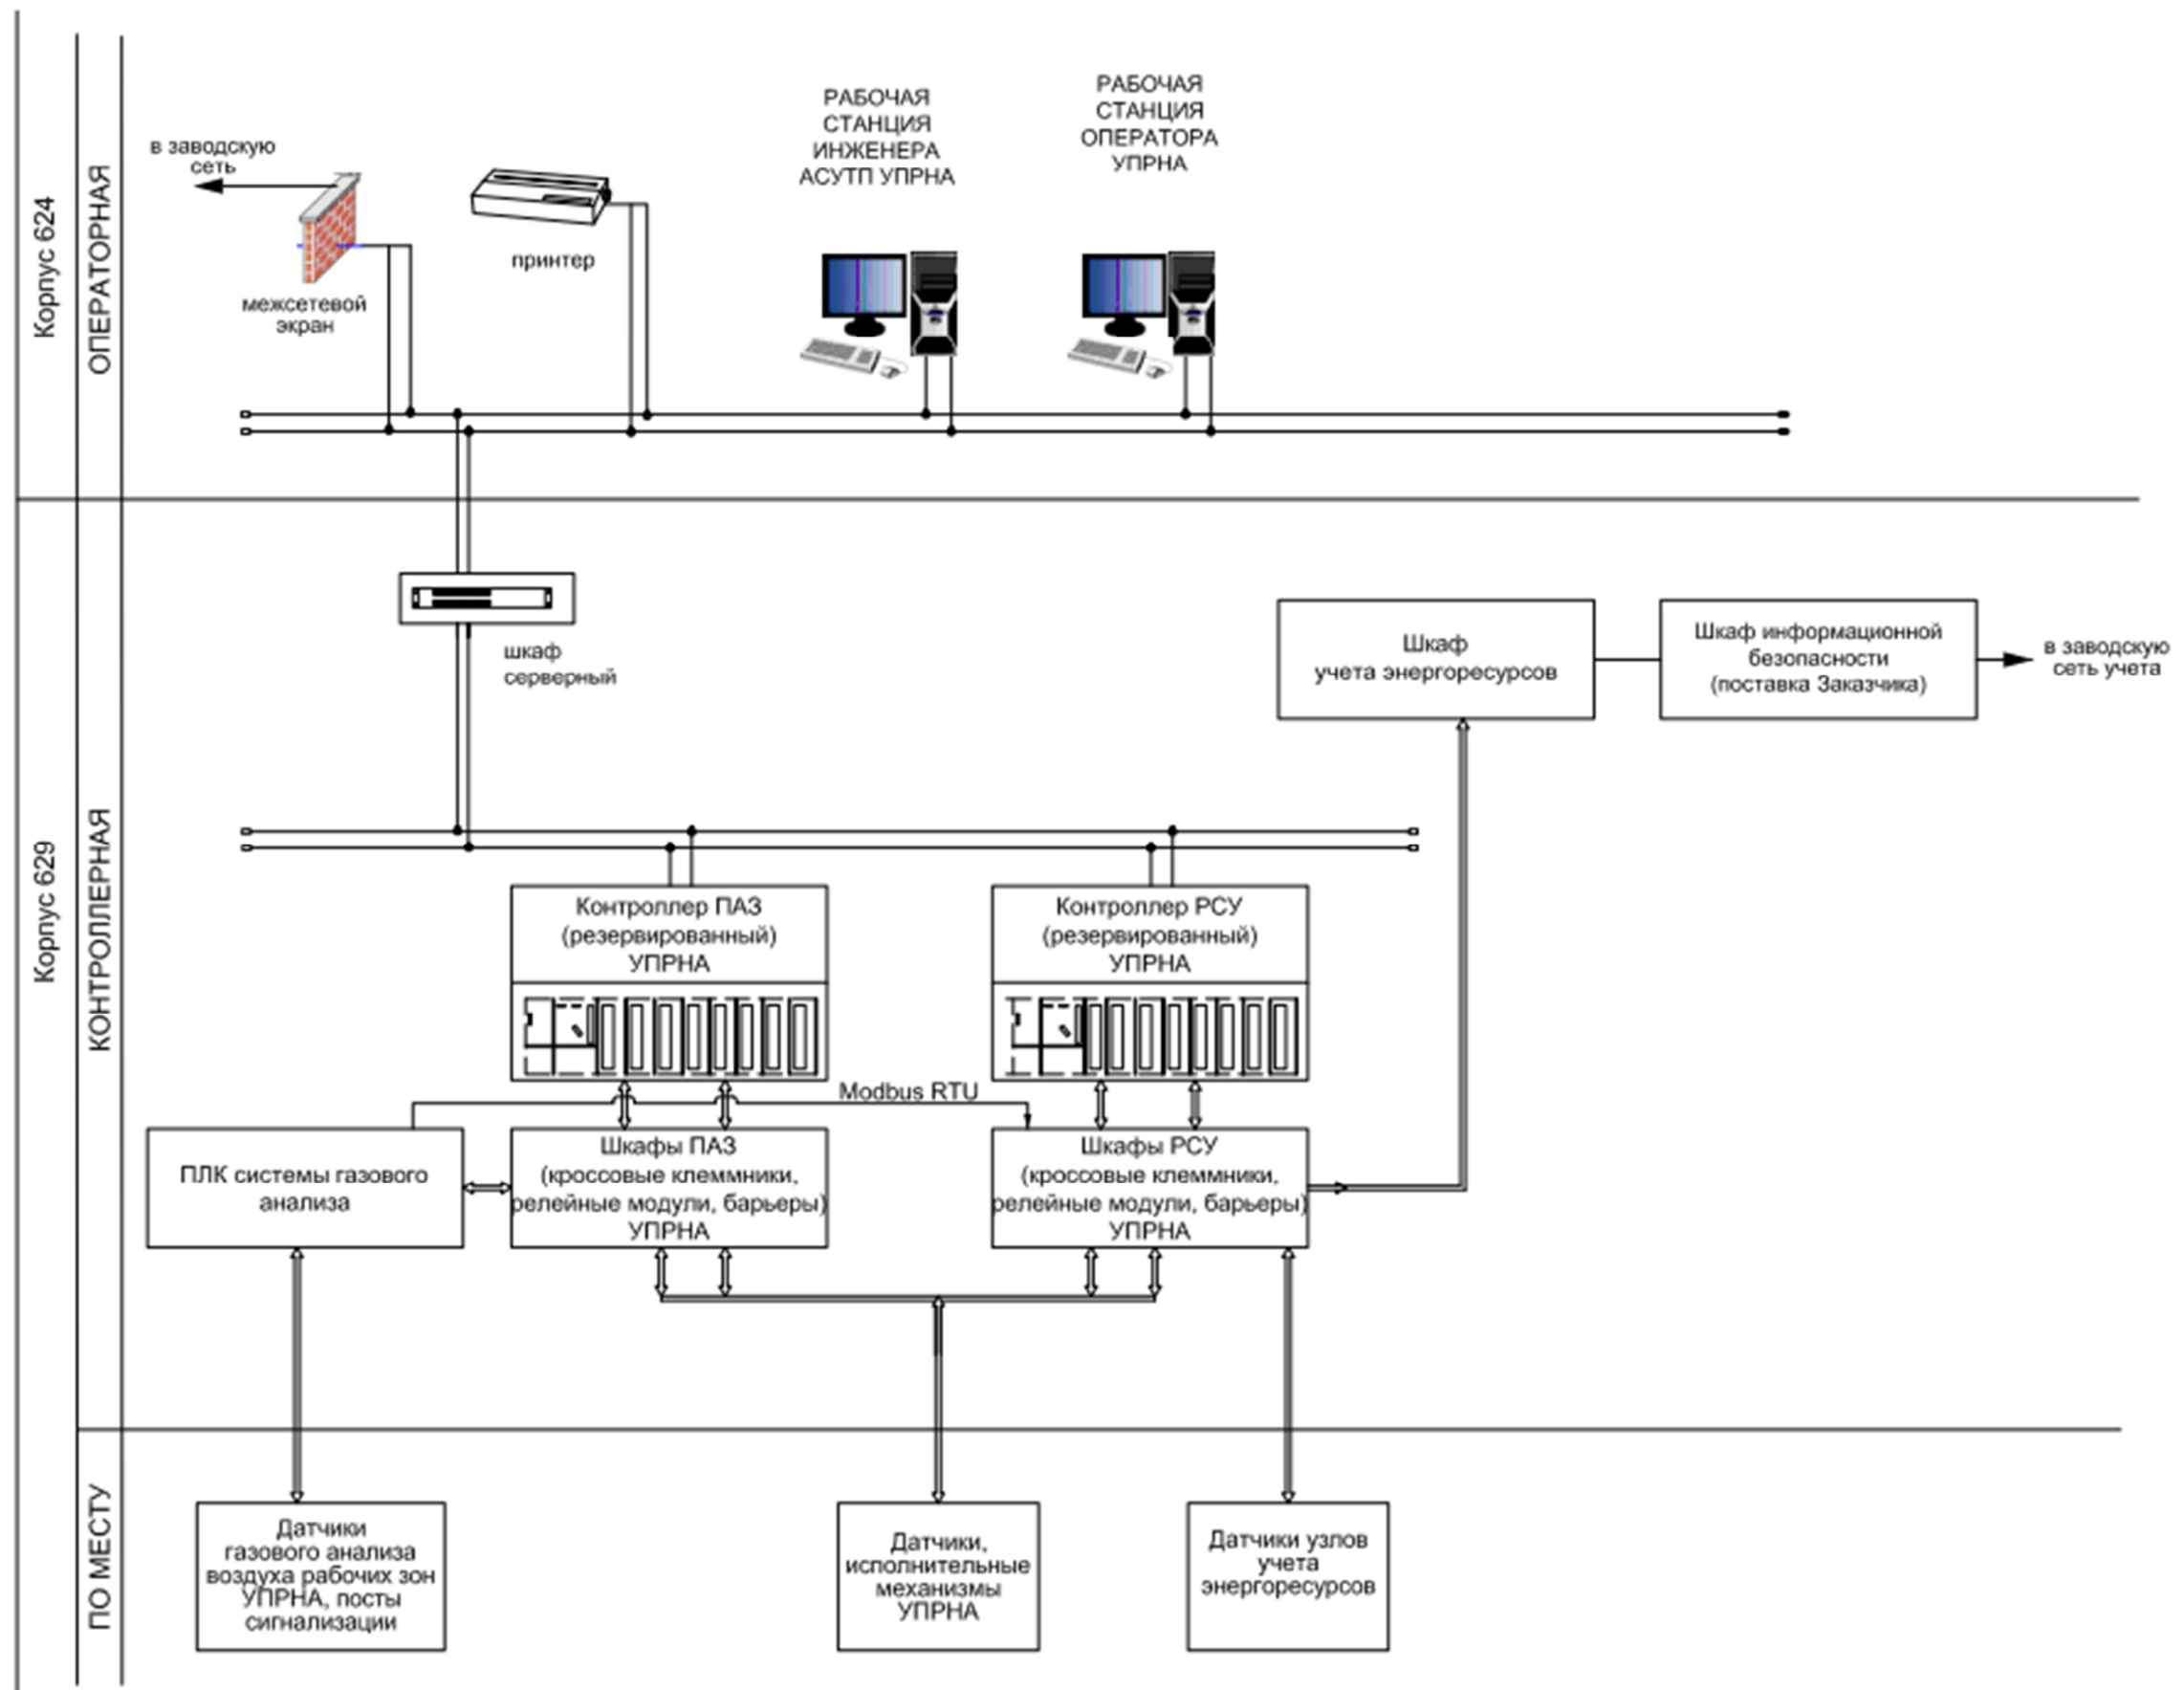 Корпус 624
ОПЕРАТОРНАЯ
в заводскую
сеть
межсетевой
экран
принтер
РАБОЧАЯ
СТАНЦИЯ
ИНЖЕНЕРА
АСУТП УПРНА
РАБОЧАЯ
СТАНЦИЯ
ОПЕРАТОРА
УПРНА
Корпус 629
КОНТРОЛЛЕРНАЯ
шкаф
серверный
Шкаф
учета энергоресурсов
Шкаф информационной
безопасности
(поставка Заказчика)
в заводскую
сеть учета
Контроллер ПАЗ
(резервированный)
УПРНА
Контроллер РСУ
(резервированный)
УПРНА
Modbus RTU
ПЛК системы газового
анализа
Шкафы ПАЗ
(кроссовые клеммники,
релейные модули, барьеры)
УПРНА
Шкафы РСУ
(кроссовые клеммники,
релейные модули, барьеры)
УПРНА
ПО МЕСТУ
Датчики
газового анализа
воздуха рабочих зон
УПРНА, посты
сигнализации
Датчики,
исполнительные
механизмы
УПРНА
Датчики узлов
учета
энергоресурсов